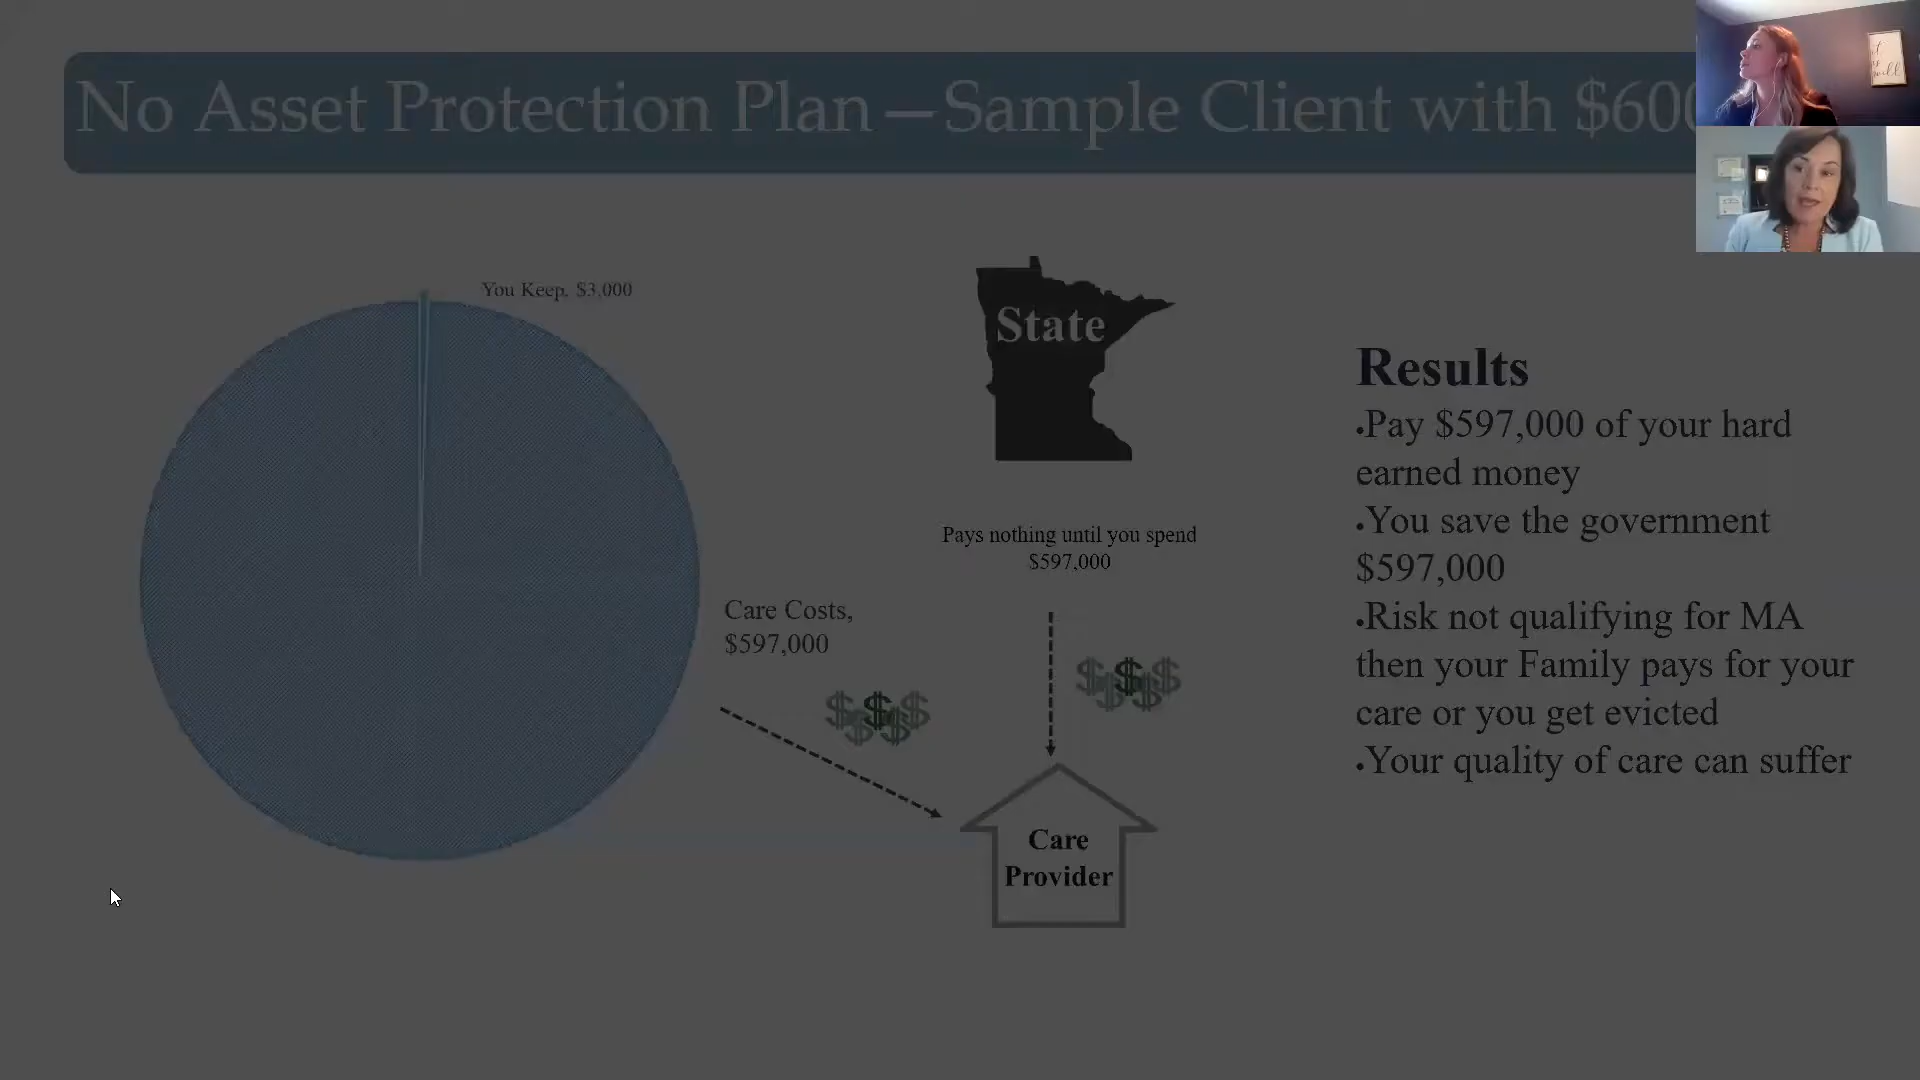 No Asset Protection Plan—Sample Client with $600
You Keep, $3,000
State
Results
•Pay $597,000 of your hard
earned money
•You save the government
$597,000
•Risk not qualifying for MA
then your Family pays for your
care or you get evicted
•Your quality of care can suffer
Pays nothing until you spend
$597,000
Care Costs,
$597,000
$$$$$
$$$$$
Care
Provider
will